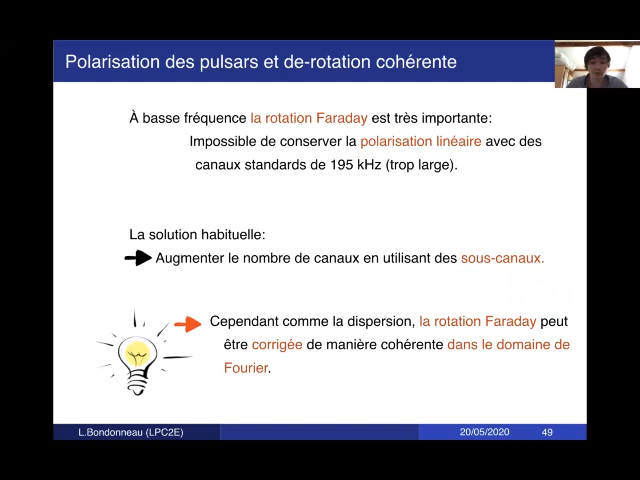 Polarisation des pulsars et de-rotation cohérente
À basse fréquence la rotation Faraday est très importante:
Impossible de conserver la polarisation linéaire avec des
canaux standards de 195 kHz (trop large).
La solution habituelle:
Augmenter le nombre de canaux en utilisant des sous-canaux.
Cependant comme la dispersion, la rotation Faraday peut
être corrigée de manière cohérente dans le domaine de
Fourier.
L.Bondonneau (LPC2E)
20/05/2020
49